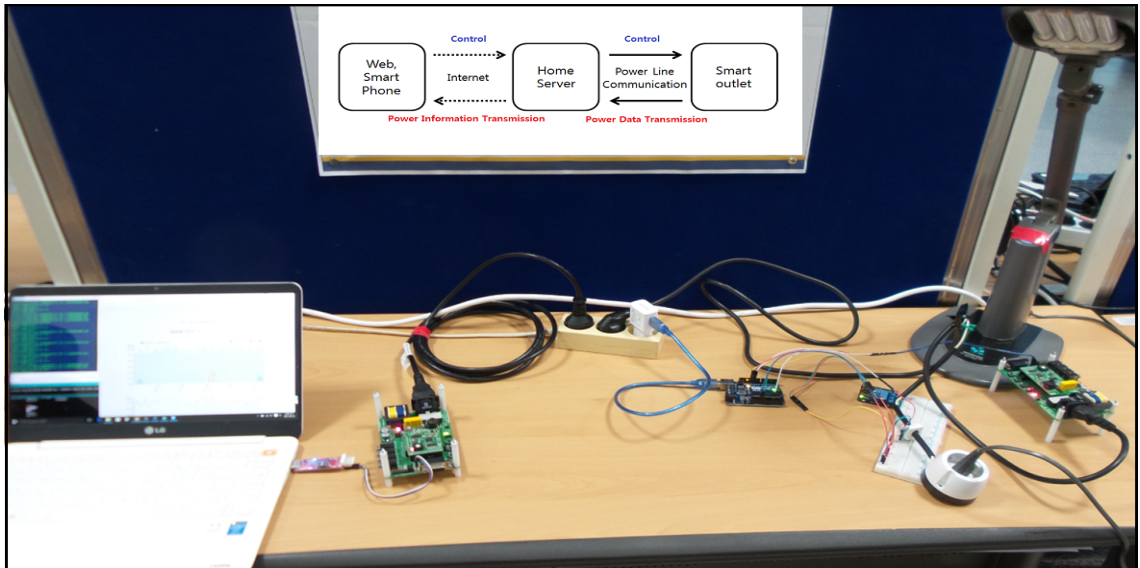 Control
Control
Web,
Smart
Phone
Internet
Home
Server
Power Line
Communication
Smart
outlet
Power Information Transmission
Power Data Transmission
LG